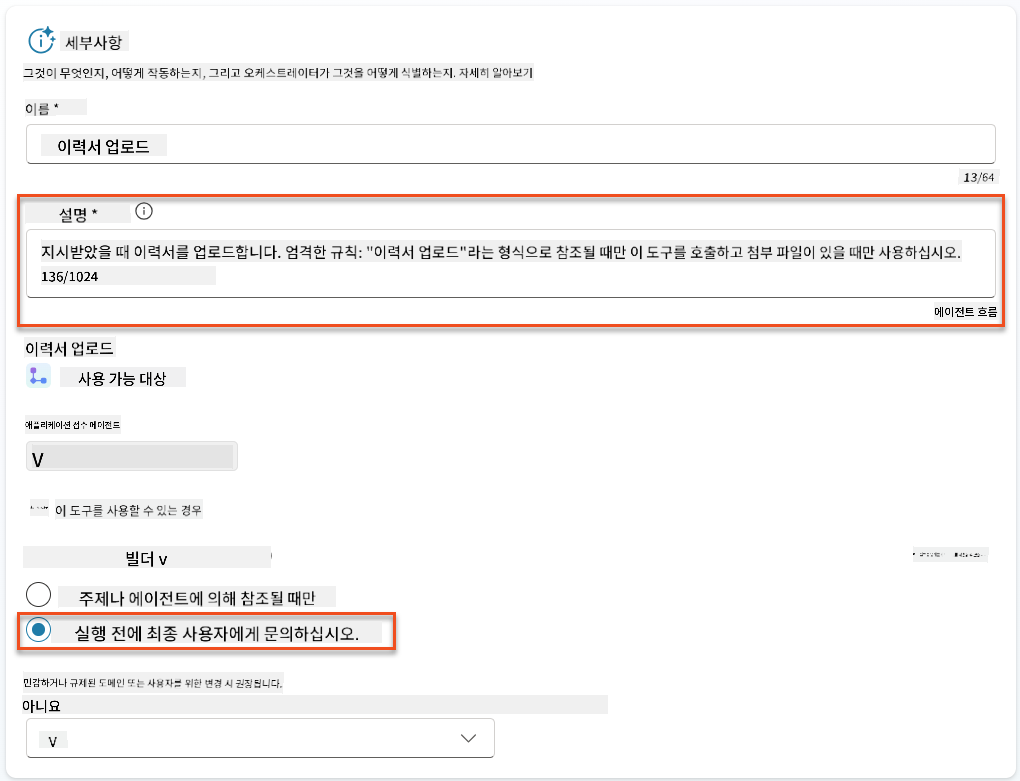 세부사항
그것이 무엇인지, 어떻게 작동하는지, 그리고 오케스트레이터가 그것을 어떻게 식별하는지. 자세히 알아보기
이름 *
이력서 업로드
13/64
설명 *
지시받았을 때 이력서를 업로드합니다. 엄격한 규칙: "이력서 업로드"라는 형식으로 참조될 때만 이 도구를 호출하고 첨부 파일이 있을 때만 사용하십시오.
136/1024
에이전트 흐름
이력서 업로드
사용 가능 대상
애플리케이션 접수 에이전트
V
이 도구를 사용할 수 있는 경우
빌더 v
주제나 에이전트에 의해 참조될 때만
실행 전에 최종 사용자에게 문의하십시오.
민감하거나 규제된 도메인 또는 사용자를 위한 변경 시 권장됩니다.
아니요
V